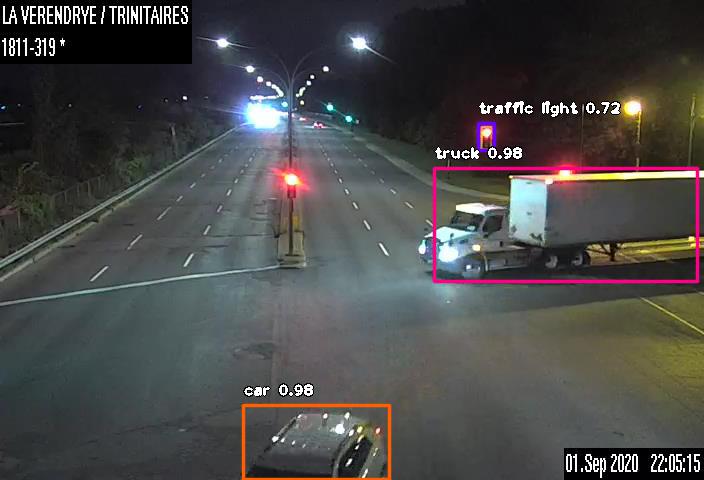 LA VERENDRYE / TRINITAIRES
1811-319 *
traffic light 0.72
truck 0.98
car 0.98
01.Sep 2020 22:05:15